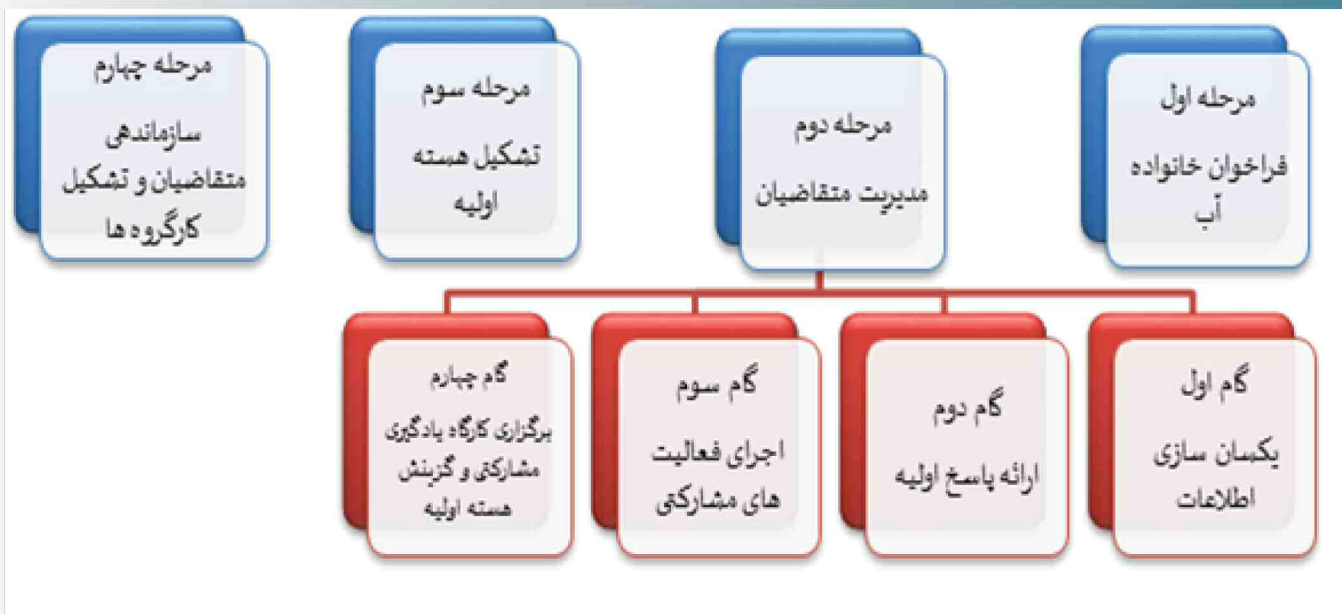 مرحله اول
فراخوان خانواده
آب
مرحله دوم
مدیریت متقاضیان
مرحله سوم
تشکیل هسته
اولیه
مرحله چهارم
سازماندهی
متقاضیان و تشکیل
کارگروه ها
گام اول
یکسان سازی
اطلاعات
گام دوم
ارائه پاسخ اولیه
گام سوم
اجرای فعالیت
های مشارکتی
گام چهارم
برگزاری کارگاه یادگیری
مشارکتی و گزینش
هسته اولیه